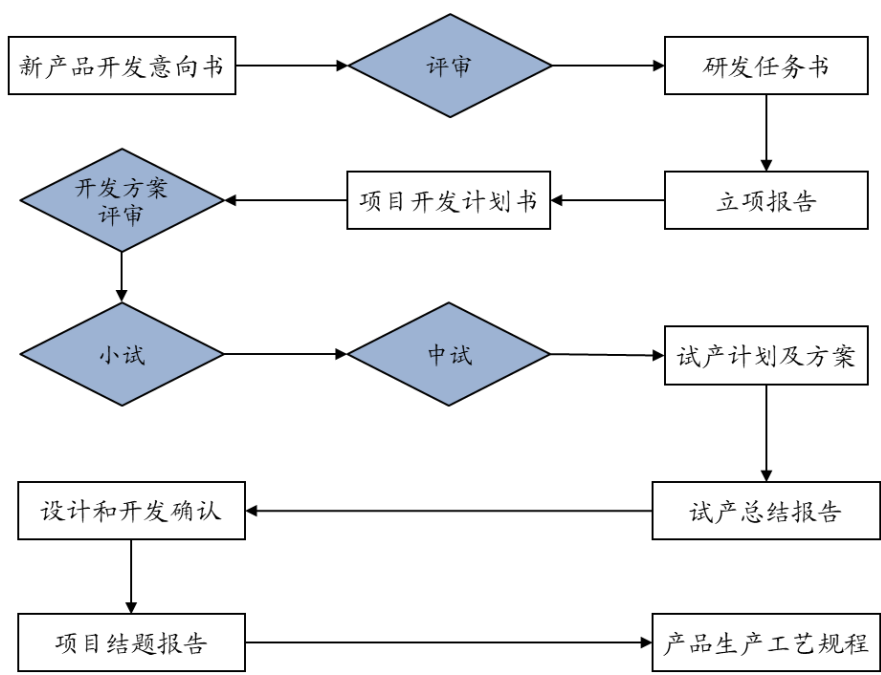 新产品开发意向书
评审
研发任务书
开发方案
评审
项目开发计划书
立项报告
小试
中试
试产计划及方案
设计和开发确认
试产总结报告
项目结题报告
产品生产工艺规程